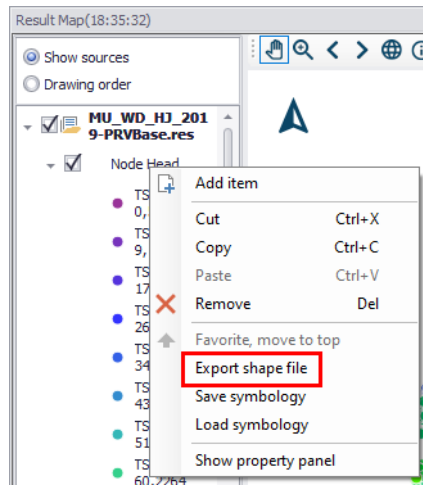 Result Map(18:35:32)
Show sources
Drawing order
MU_WD_HJ_201
9-PRVBase.res
Node Head
TS
0,
TS
9,
TS
17
TS
26
TS
34
TS
43
TS
51
TS
60.2264
Add item
Cut Ctrl+X
Copy Ctrl+C
Paste Ctrl+V
Remove Del
Favorite, move to top
Export shape file
Save symbology
Load symbology
Show property panel